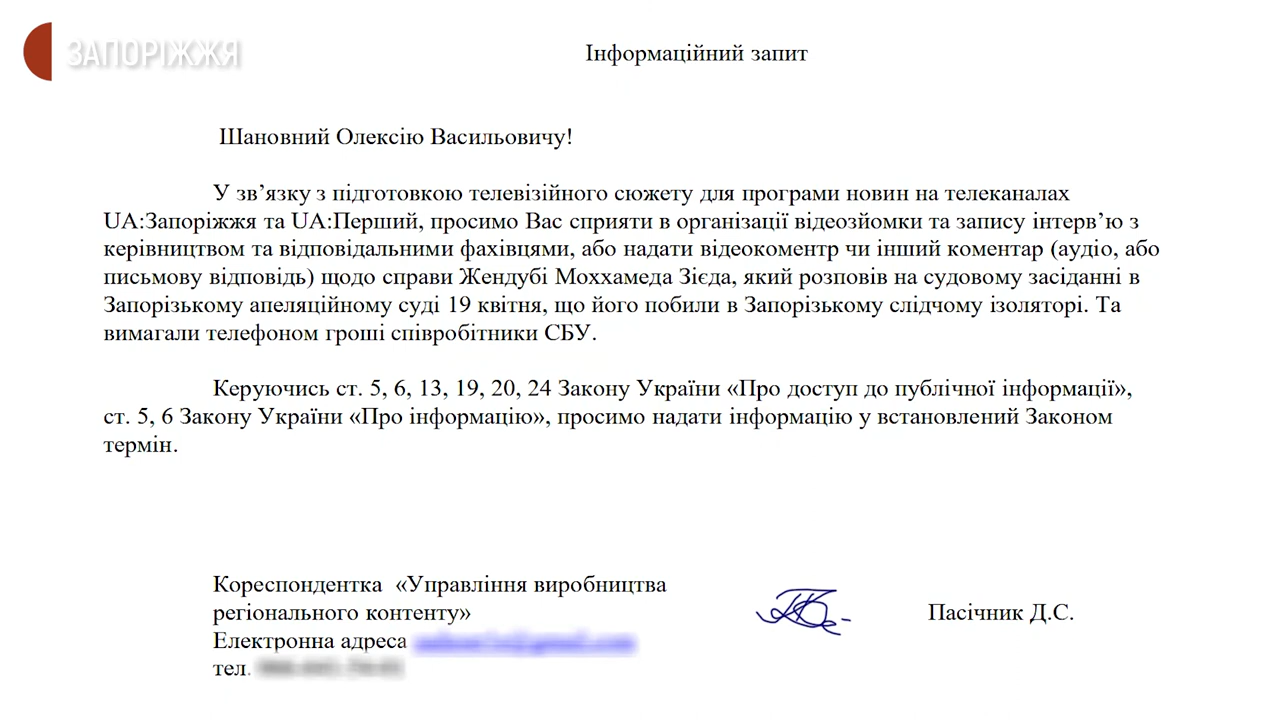 ЗАПОРІЖЖЯ
Інформаційний запит
Шановний Олексію Васильовичу!
У зв’язку з підготовкою телевізійного сюжету для програми новин на телеканалах
UA:Запоріжжя та UA:Перший, просимо Вас сприяти в організації відеозйомки та запису інтерв’ю з
керівництвом та відповідальними фахівцями, або надати відеокоментр чи інший коментар (аудіо, або
письмову відповідь) щодо справи Жендубі Моххамеда Зієда, який розповів на судовому засіданні в
Запорізькому апеляційному суді 19 квітня, що його побили в Запорізькому слідчому ізоляторі. Та
вимагали телефоном гроші співробітники СБУ.
Керуючись ст. 5, 6, 13, 19, 20, 24 Закону України «Про доступ до публічної інформації»,
ст. 5, 6 Закону України «Про інформацію», просимо надати інформацію у встановлений Законом
термін.
Кореспондентка «Управління виробництва
регіонального контенту»
Пасічник Д.С.
Електронна адреса
тел.